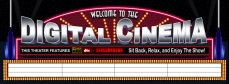 WELCOME TO THE
DIGITAL CINEMA
THIS THEATER FEATURES
Sit Back, Relax, and Enjoy The Show!